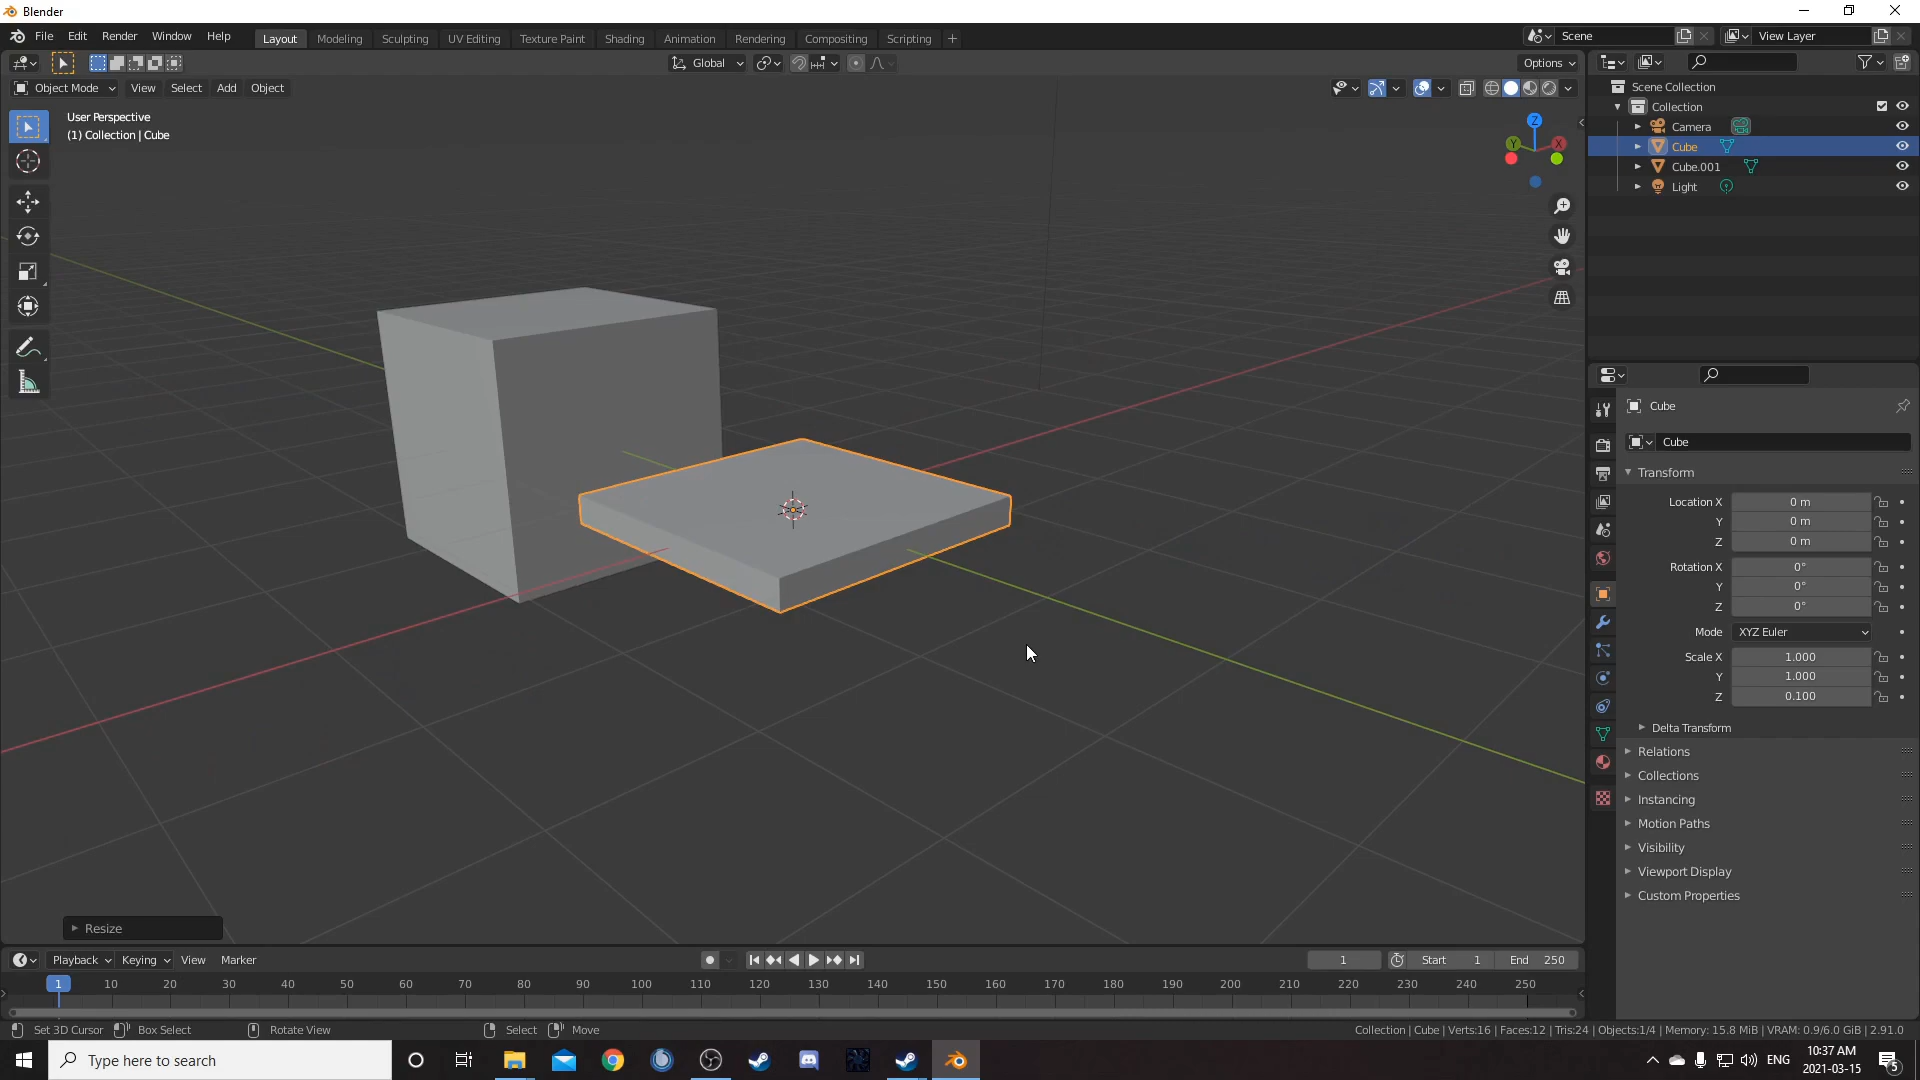 Blender
File Edit Render Window Help
Layout Modeling Sculpting UV Editing Texture Paint Shading Animation Rendering Compositing Scripting +
Scene
View Layer
Global
Options
Object Mode View Select Add Object
User Perspective
(1) Collection | Cube
Z
Y
X
Scene Collection
Collection
Camera
Cube
Cube.001
Light
Cube
Cube
Transform
Location X 0 m
Y 0 m
Z 0 m
Rotation X 0°
Y 0°
Z 0°
Mode XYZ Euler
Scale X 1.000
Y 1.000
Z 0.100
Delta Transform
Relations
Collections
Instancing
Motion Paths
Visibility
Viewport Display
Custom Properties
Resize
Playback Keying View Marker
1 Start 1 End 250
1 10 20 30 40 50 60 70 80 90 100 110 120 130 140 150 160 170 180 190 200 210 220 230 240 250
Set 3D Cursor Box Select Rotate View Select Move
Collection | Cube | Verts:16 | Faces:12 | Tris:24 | Objects:1/4 | Memory: 15.8 MiB | VRAM: 0.9/6.0 GiB | 2.91.0
Type here to search
ENG
10:37 AM
2021-03-15
5